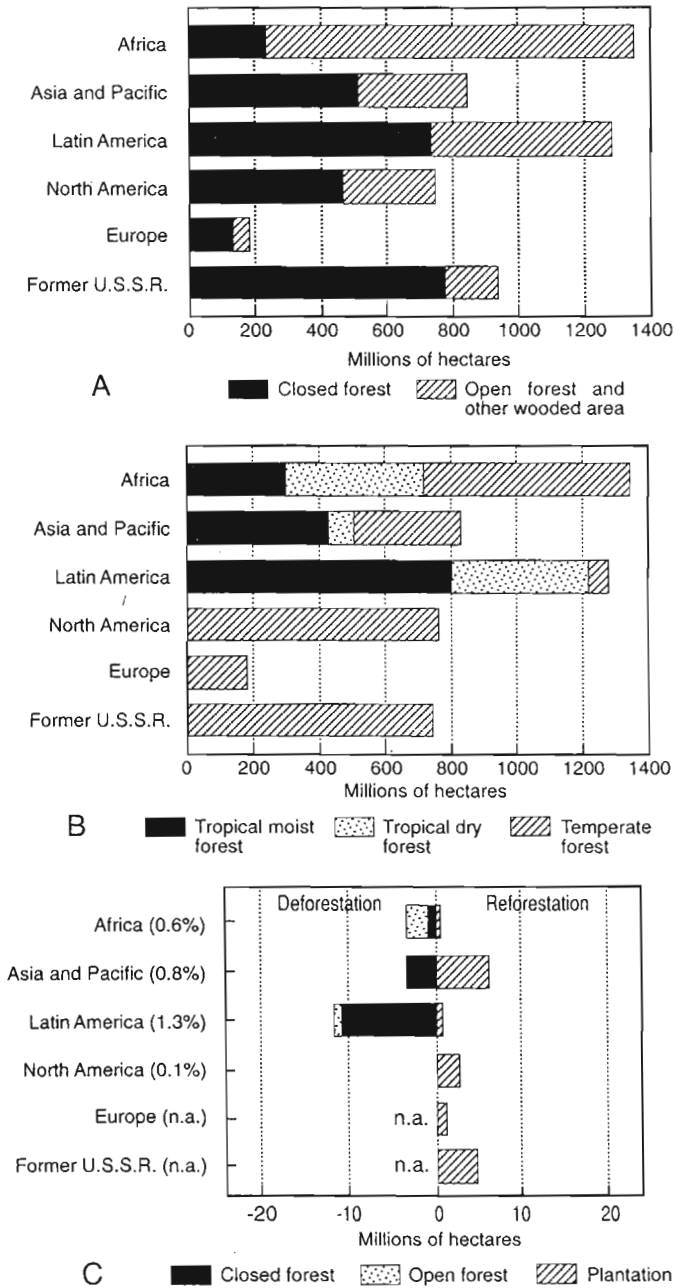 Africa
Asia and Pacific
Latin America
North America
Europe
Former U.S.S.R.
0 200 400 600 800 1000 1200 1400
Millions of hectares
A
Closed forest
Open forest and
other wooded area
Africa
Asia and Pacific
Latin America
North America
Europe
Former U.S.S.R.
0 200 400 600 800 1000 1200 1400
Millions of hectares
B
Tropical moist
forest
Tropical dry
forest
Temperate
forest
Deforestation Reforestation
Africa (0.6%)
Asia and Pacific (0.8%)
Latin America (1.3%)
North America (0.1%)
Europe (n.a.) n.a.
Former U.S.S.R. (n.a.) n.a.
-20 -10 0 10 20
Millions of hectares
C
Closed forest
Open forest
Plantation